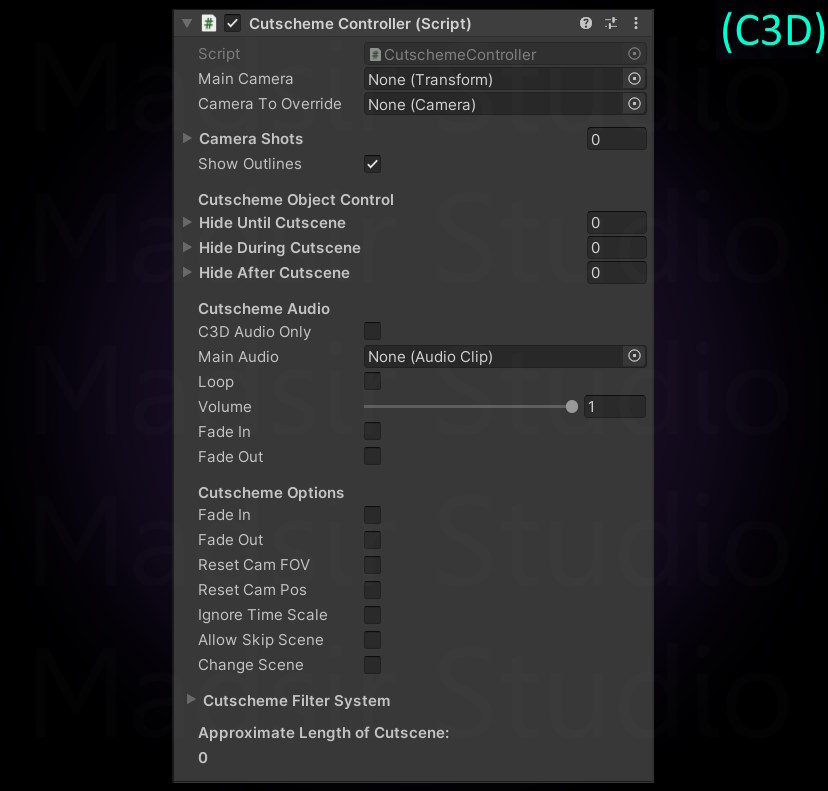 Cutscheme Controller (Script)
(C3D)
Script CutschemeController
Main Camera None (Transform)
Camera To Override None (Camera)
Camera Shots 0
Show Outlines
Cutscheme Object Control
Hide Until Cutscene 0
Hide During Cutscene 0
Hide After Cutscene 0
Cutscheme Audio
C3D Audio Only
Main Audio None (Audio Clip)
Loop
Volume 1
Fade In
Fade Out
Cutscheme Options
Fade In
Fade Out
Reset Cam FOV
Reset Cam Pos
Ignore Time Scale
Allow Skip Scene
Change Scene
Cutscheme Filter System
Approximate Length of Cutscene:
0